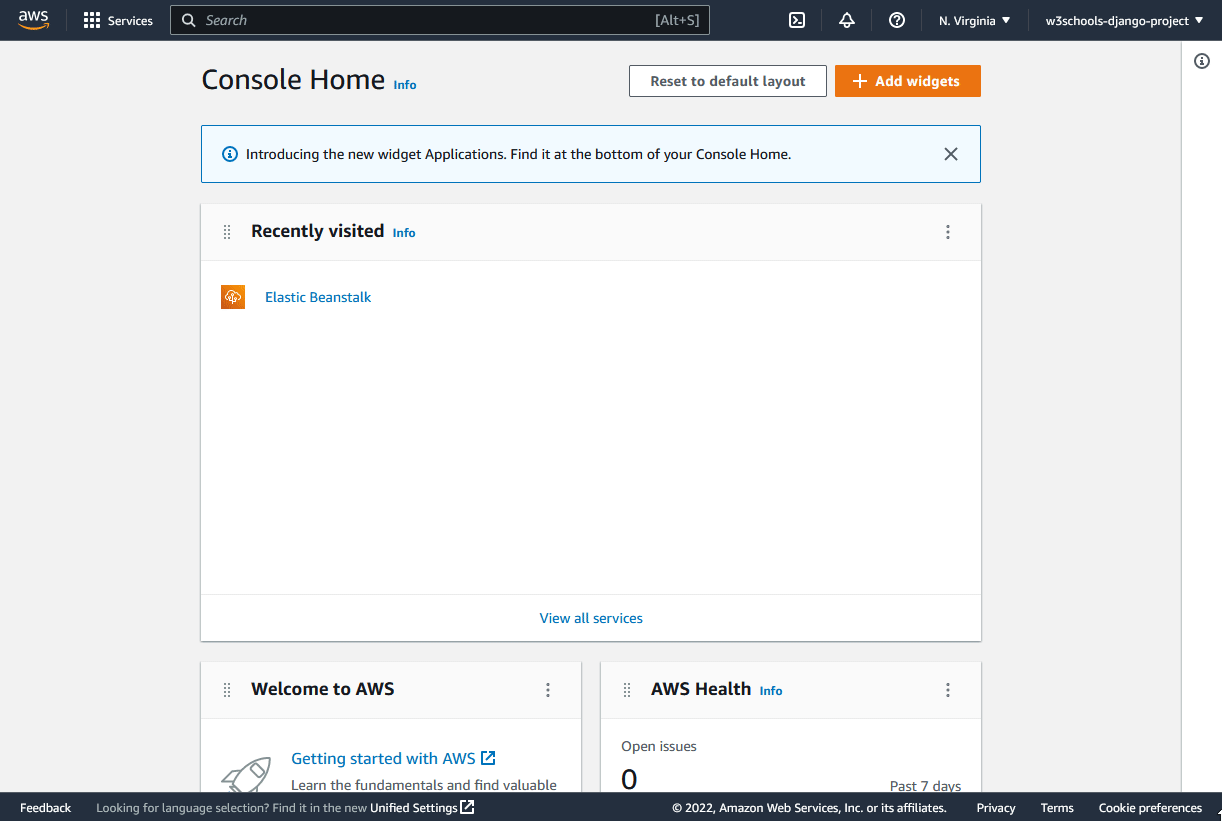 aws Services Search [Alt+S] N. Virginia w3schools-django-project
Console Home Info Reset to default layout Add widgets
Introducing the new widget Applications. Find it at the bottom of your Console Home.
Recently visited Info
Elastic Beanstalk
View all services
Welcome to AWS
Getting started with AWS
Learn the fundamentals and find valuable
AWS Health Info
Open issues
0
Past 7 days
Feedback Looking for language selection? Find it in the new Unified Settings © 2022, Amazon Web Services, Inc. or its affiliates. Privacy Terms Cookie preferences